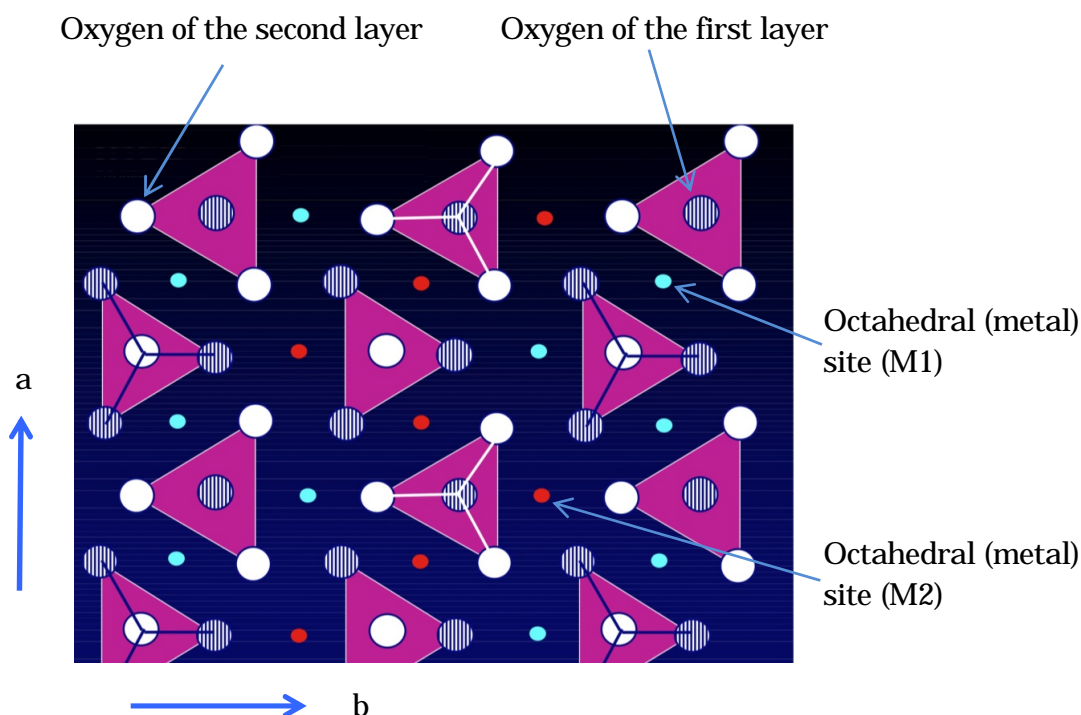 Oxygen of the second layer
Oxygen of the first layer
Octahedral (metal)
site (M1)
a
Octahedral (metal)
site (M2)
b